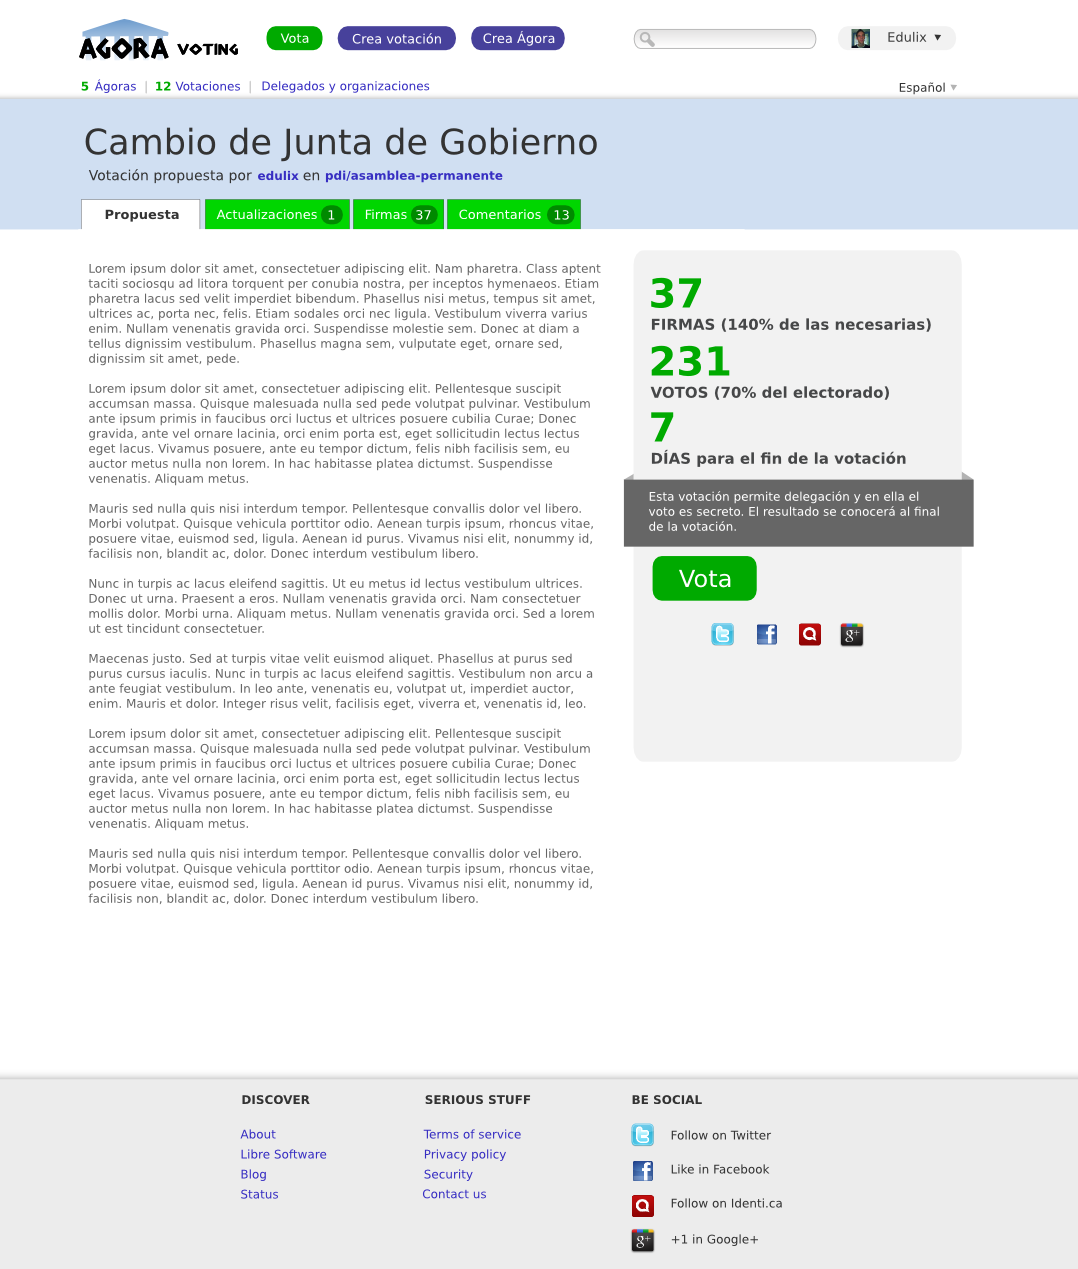 AGORA VOTING
Vota
Crea votación
Crea Ágora
Edulix ▼
5 Ágoras | 12 Votaciones | Delegados y organizaciones
Español ▼
Cambio de Junta de Gobierno
Votación propuesta por edulix en pdi/asamblea-permanente
Propuesta
Actualizaciones 1
Firmas 37
Comentarios 13
Lorem ipsum dolor sit amet, consectetuer adipiscing elit. Nam pharetra. Class aptent
taciti sociosqu ad litora torquent per conubia nostra, per inceptos hymenaeos. Etiam
pharetra lacus sed velit imperdiet bibendum. Phasellus nisi metus, tempus sit amet,
ultrices ac, porta nec, felis. Etiam sodales orci nec ligula. Vestibulum viverra varius
enim. Nullam venenatis gravida orci. Suspendisse molestie sem. Donec at diam a
tellus dignissim vestibulum. Phasellus magna sem, vulputate eget, ornare sed,
dignissim sit amet, pede.
Lorem ipsum dolor sit amet, consectetuer adipiscing elit. Pellentesque suscipit
accumsan massa. Quisque malesuada nulla sed pede volutpat pulvinar. Vestibulum
ante ipsum primis in faucibus orci luctus et ultrices posuere cubilia Curae; Donec
gravida, ante vel ornare lacinia, orci enim porta est, eget sollicitudin lectus lectus
eget lacus. Vivamus posuere, ante eu tempor dictum, felis nibh facilisis sem, eu
auctor metus nulla non lorem. In hac habitasse platea dictumst. Suspendisse
venenatis. Aliquam metus.
Mauris sed nulla quis nisi interdum tempor. Pellentesque convallis dolor vel libero.
Morbi volutpat. Quisque vehicula porttitor odio. Aenean turpis ipsum, rhoncus vitae,
posuere vitae, euismod sed, ligula. Aenean id purus. Vivamus nisi elit, nonummy id,
facilisis non, blandit ac, dolor. Donec interdum vestibulum libero.
Nunc in turpis ac lacus eleifend sagittis. Ut eu metus id lectus vestibulum ultrices.
Donec ut urna. Praesent a eros. Nullam venenatis gravida orci. Nam consectetuer
mollis dolor. Morbi urna. Aliquam metus. Nullam venenatis gravida orci. Sed a lorem
ut est tincidunt consectetuer.
Maecenas justo. Sed at turpis vitae velit euismod aliquet. Phasellus at purus sed
purus cursus iaculis. Nunc in turpis ac lacus eleifend sagittis. Vestibulum non arcu a
ante feugiat vestibulum. In leo ante, venenatis eu, volutpat ut, imperdiet auctor,
enim. Mauris et dolor. Integer risus velit, facilisis eget, viverra et, venenatis id, leo.
Lorem ipsum dolor sit amet, consectetuer adipiscing elit. Pellentesque suscipit
accumsan massa. Quisque malesuada nulla sed pede volutpat pulvinar. Vestibulum
ante ipsum primis in faucibus orci luctus et ultrices posuere cubilia Curae; Donec
gravida, ante vel ornare lacinia, orci enim porta est, eget sollicitudin lectus lectus
eget lacus. Vivamus posuere, ante eu tempor dictum, felis nibh facilisis sem, eu
auctor metus nulla non lorem. In hac habitasse platea dictumst. Suspendisse
venenatis. Aliquam metus.
Mauris sed nulla quis nisi interdum tempor. Pellentesque convallis dolor vel libero.
Morbi volutpat. Quisque vehicula porttitor odio. Aenean turpis ipsum, rhoncus vitae,
posuere vitae, euismod sed, ligula. Aenean id purus. Vivamus nisi elit, nonummy id,
facilisis non, blandit ac, dolor. Donec interdum vestibulum libero.
37
FIRMAS (140% de las necesarias)
231
VOTOS (70% del electorado)
7
DÍAS para el fin de la votación
Esta votación permite delegación y en ella el
voto es secreto. El resultado se conocerá al final
de la votación.
Vota
DISCOVER
About
Libre Software
Blog
Status
SERIOUS STUFF
Terms of service
Privacy policy
Security
Contact us
BE SOCIAL
Follow on Twitter
Like in Facebook
Follow on Identi.ca
+1 in Google+